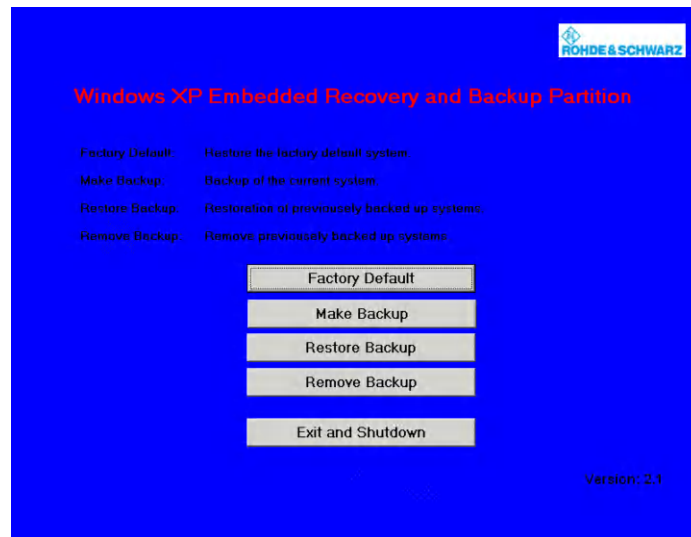 ROHDE & SCHWARZ
Windows XP Embedded Recovery and Backup Partition
Factory Default: Restore the factory default system.
Make Backup: Backup of the current system.
Restore Backup: Restoration of previousely backed up systems.
Remove Backup: Remove previousely backed up systems.
Factory Default
Make Backup
Restore Backup
Remove Backup
Exit and Shutdown
Version: 2.1